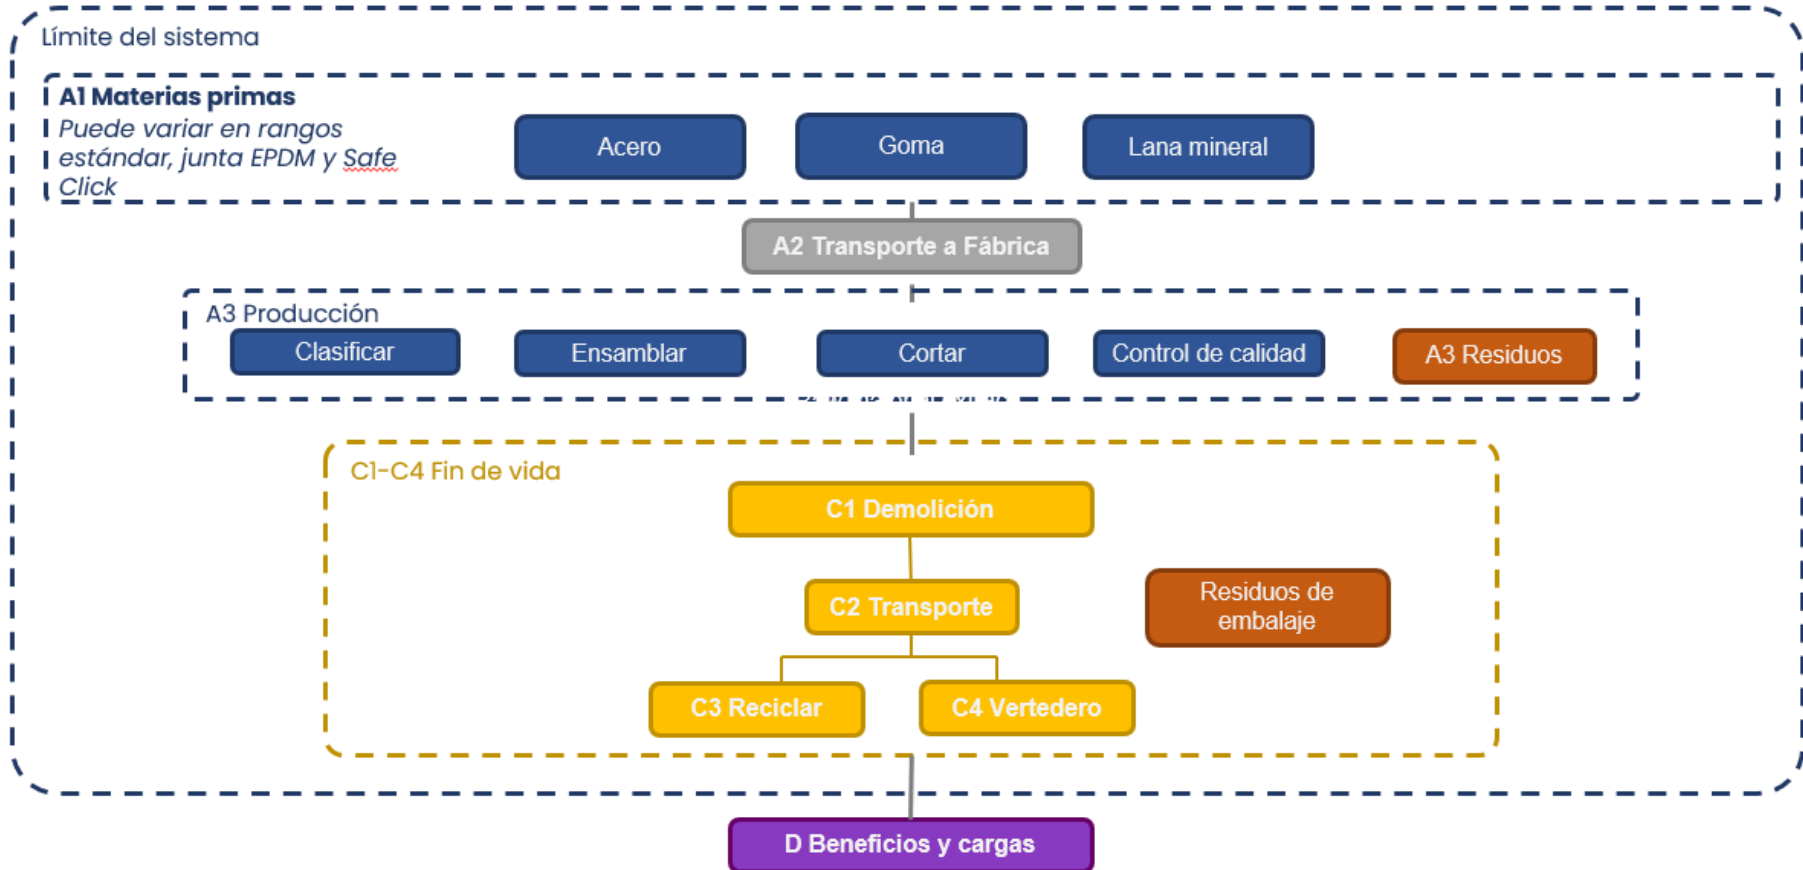 Límite del sistema
A1 Materias primas
Puede variar en rangos
estándar, junta EPDM y Safe
Click
Acero
Goma
Lana mineral
A2 Transporte a Fábrica
A3 Producción
Clasificar
Ensamblar
Cortar
Control de calidad
A3 Residuos
C1-C4 Fin de vida
C1 Demolición
C2 Transporte
Residuos de
embalaje
C3 Reciclar
C4 Vertedero
D Beneficios y cargas